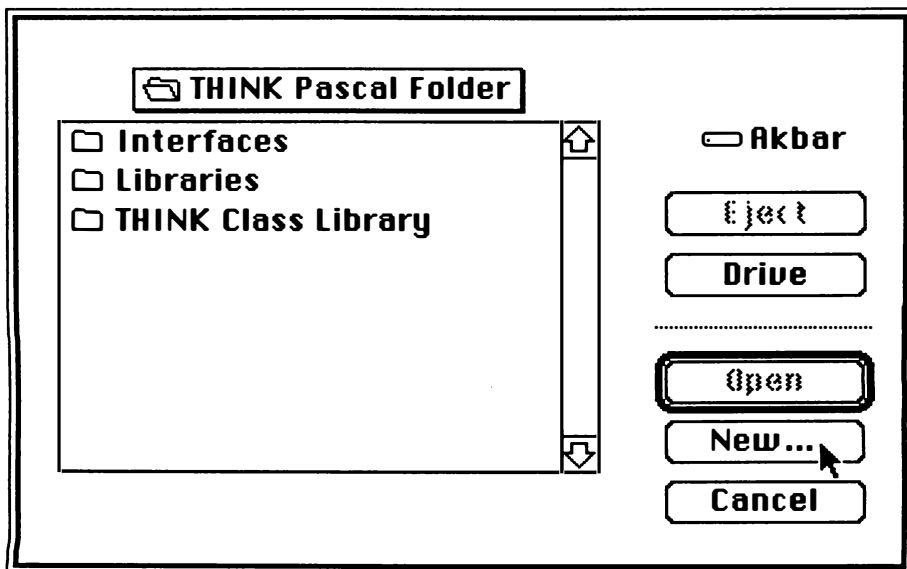 THINK Pascal Folder
Interfaces
Libraries
THINK Class Library
Akbar
Eject
Drive
Open
New...
Cancel